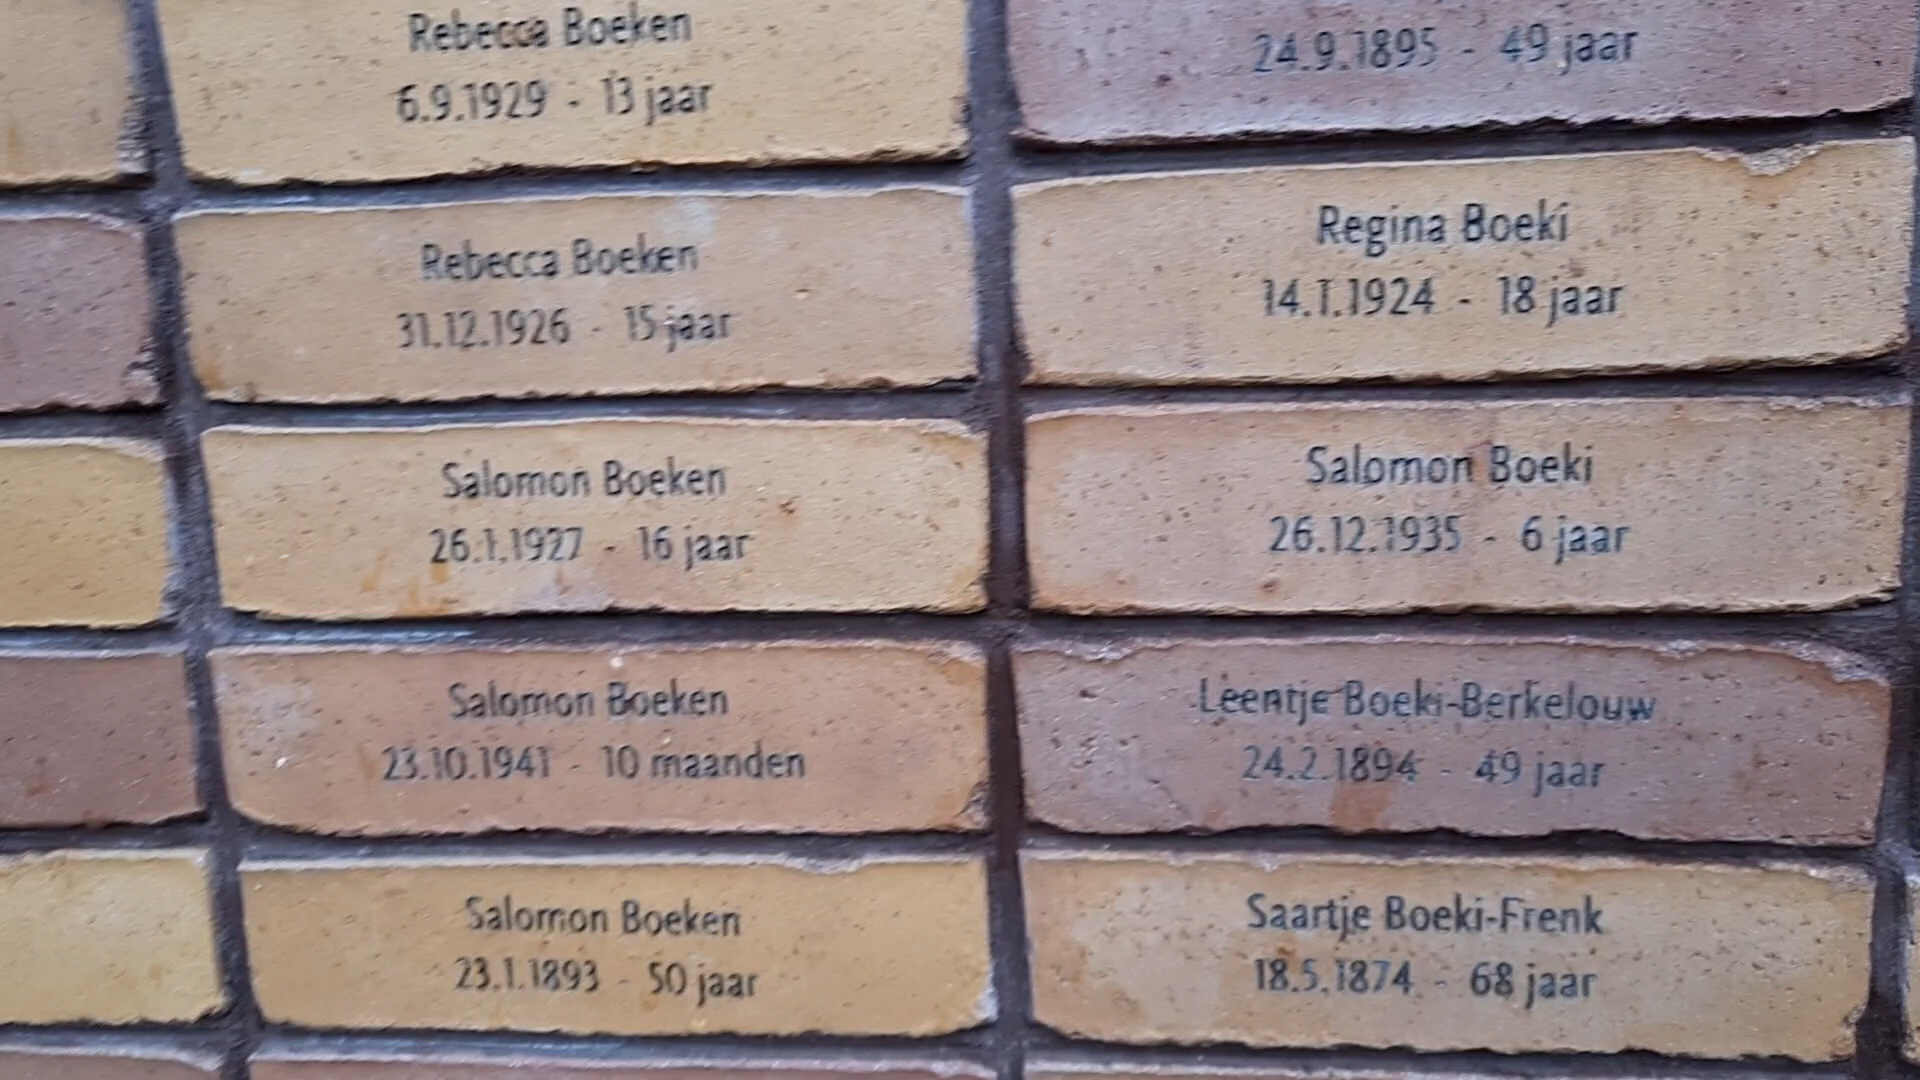 Rebecca Boeken
6.9.1929 - 13 jaar
Rebecca Boeken
31.12.1926 - 15 jaar
Salomon Boeken
26.1.1927 - 16 jaar
Salomon Boeken
23.10.1941 - 10 maanden
Salomon Boeken
23.1.1893 - 50 jaar
24.9.1895 - 49 jaar
Regina Boeki
14.1.1924 - 18 jaar
Salomon Boeki
26.12.1935 - 6 jaar
Leentje Boeki-Berkelouw
24.2.1894 - 49 jaar
Saartje Boeki-Frenk
18.5.1874 - 68 jaar